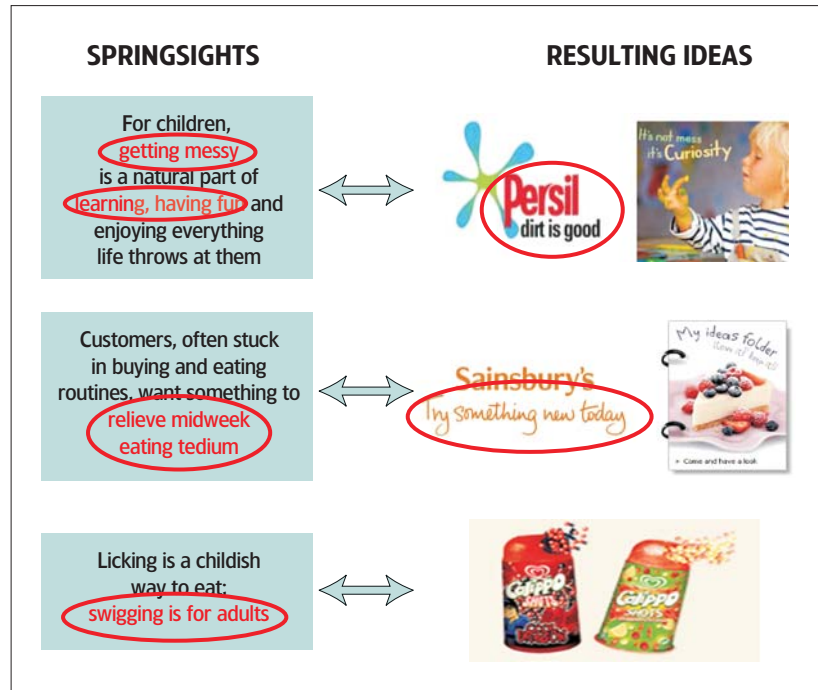 SPRINGSIGHTS
RESULTING IDEAS
For children,
getting messy
is a natural part of
learning, having fun and
enjoying everything
life throws at them
Persil
dirt is good
It's not mess
it's Curiosity
Customers, often stuck
in buying and eating
routines, want something to
relieve midweek
eating tedium
Sainsbury's
Try something new today
My ideas folder
Come and have a look
Licking is a childish
way to eat:
swigging is for adults
Calippo
SHOTS
Calippo
SHOTS